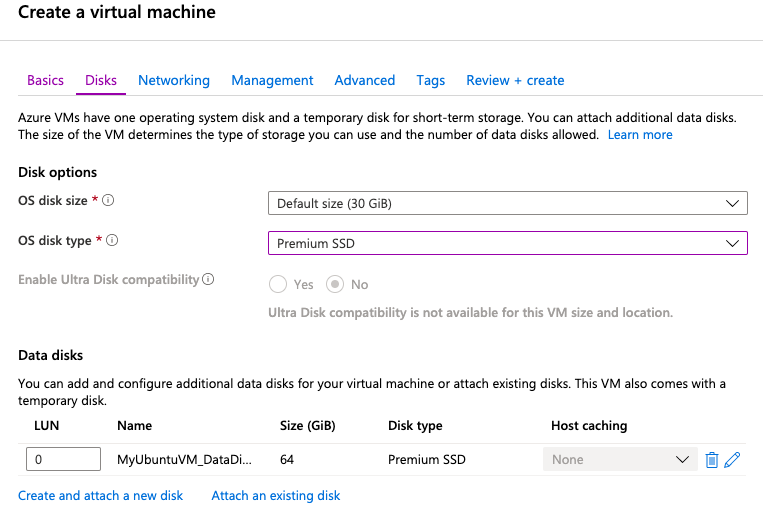 Create a virtual machine
Basics Disks Networking Management Advanced Tags Review + create
Azure VMs have one operating system disk and a temporary disk for short-term storage. You can attach additional data disks.
The size of the VM determines the type of storage you can use and the number of data disks allowed. Learn more
Disk options
OS disk size *
Default size (30 GiB)
OS disk type *
Premium SSD
Enable Ultra Disk compatibility
Yes No
Ultra Disk compatibility is not available for this VM size and location.
Data disks
You can add and configure additional data disks for your virtual machine or attach existing disks. This VM also comes with a
temporary disk.
LUN Name Size (GiB) Disk type Host caching
0 MyUbuntuVM_DataDi... 64 Premium SSD None
Create and attach a new disk Attach an existing disk